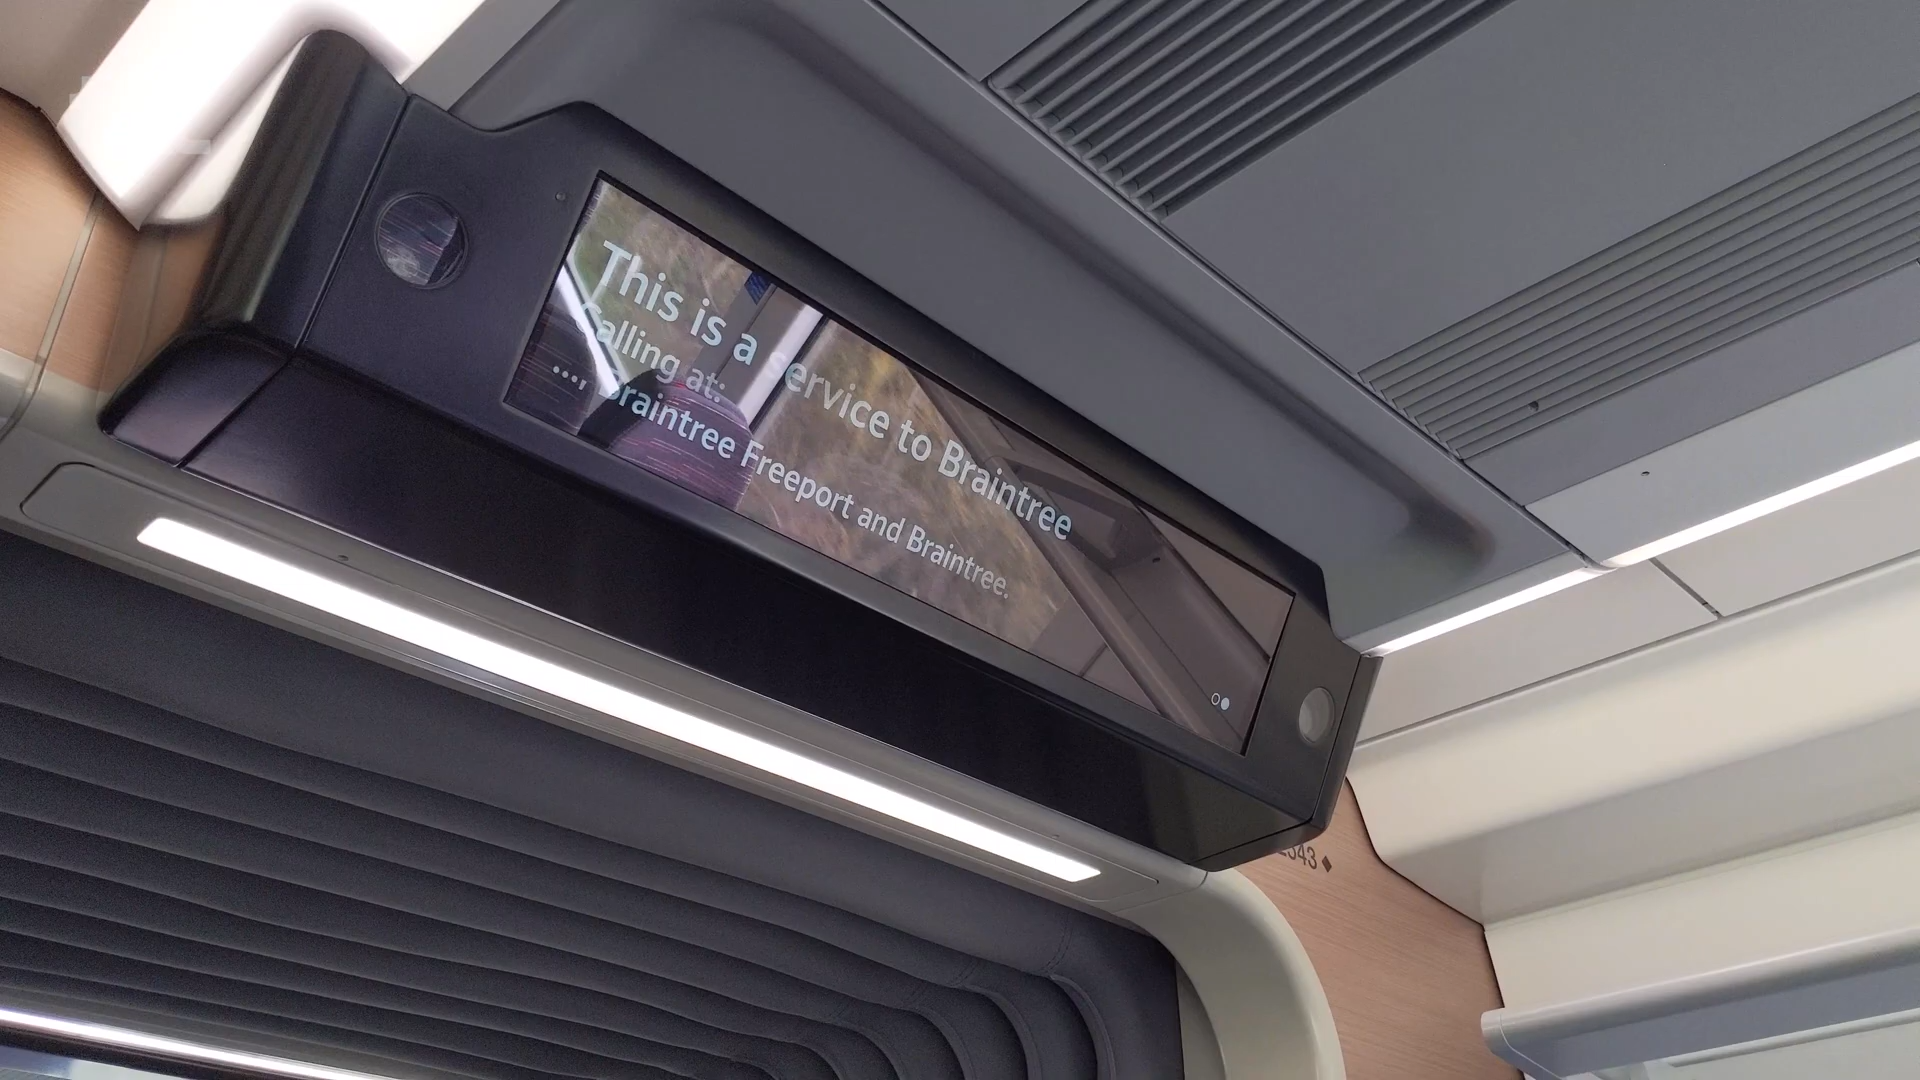 This is a service to Braintree
Calling at:
..., Braintree Freeport and Braintree.